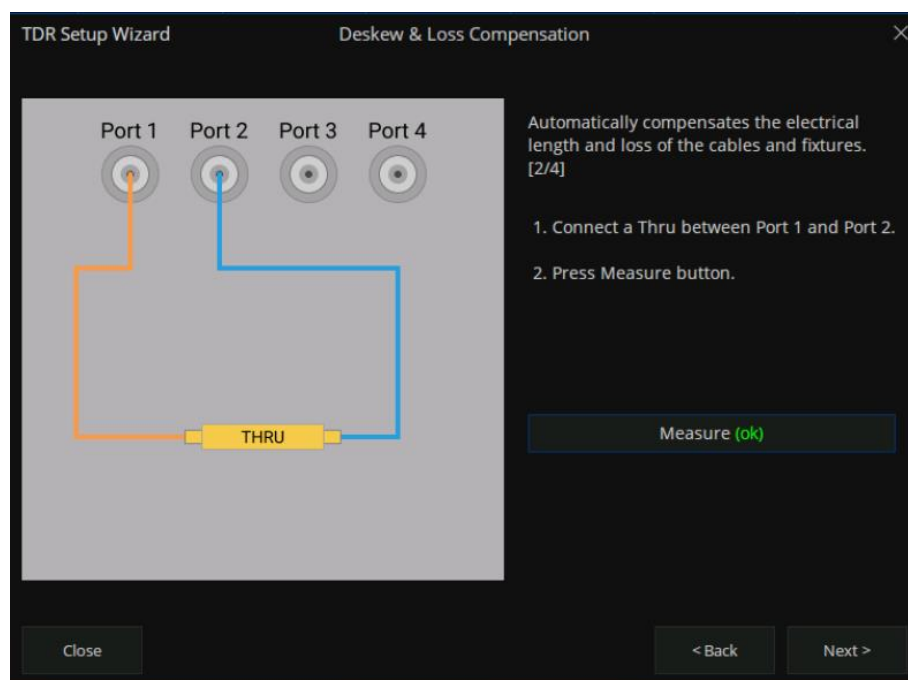 TDR Setup Wizard
Deskew & Loss Compensation
Port 1 Port 2 Port 3 Port 4
THRU
Automatically compensates the electrical
length and loss of the cables and fixtures.
[2/4]
1. Connect a Thru between Port 1 and Port 2.
2. Press Measure button.
Measure (ok)
Close
< Back
Next >